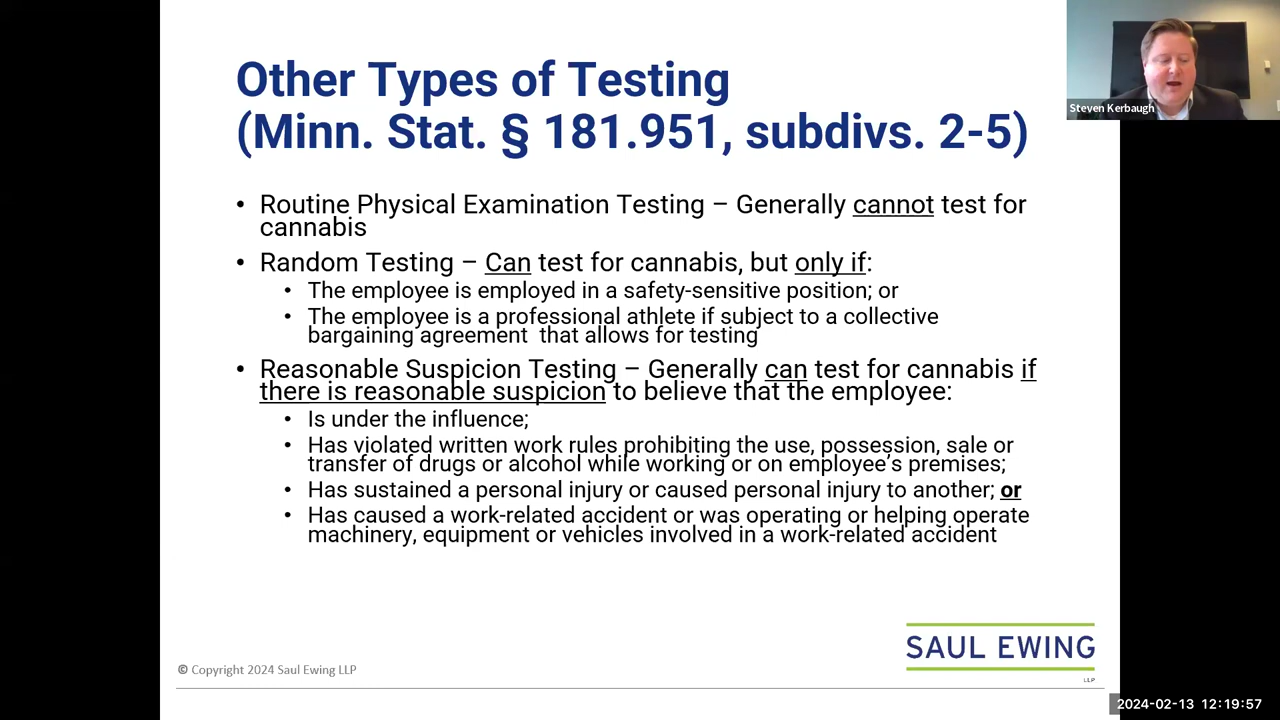 Other Types of Testing
(Minn. Stat. § 181.951, subdivs. 2-5)
• Routine Physical Examination Testing – Generally cannot test for
cannabis
• Random Testing – Can test for cannabis, but only if:
• The employee is employed in a safety-sensitive position; or
• The employee is a professional athlete if subject to a collective
bargaining agreement  that allows for testing
• Reasonable Suspicion Testing – Generally can test for cannabis if
there is reasonable suspicion to believe that the employee:
• Is under the influence;
• Has violated written work rules prohibiting the use, possession, sale or
transfer of drugs or alcohol while working or on employee’s premises;
• Has sustained a personal injury or caused personal injury to another; or
• Has caused a work-related accident or was operating or helping operate
machinery, equipment or vehicles involved in a work-related accident
Steven Kerbaugh
SAUL EWING
LLP
© Copyright 2024 Saul Ewing LLP
2024-02-13 12:19:57